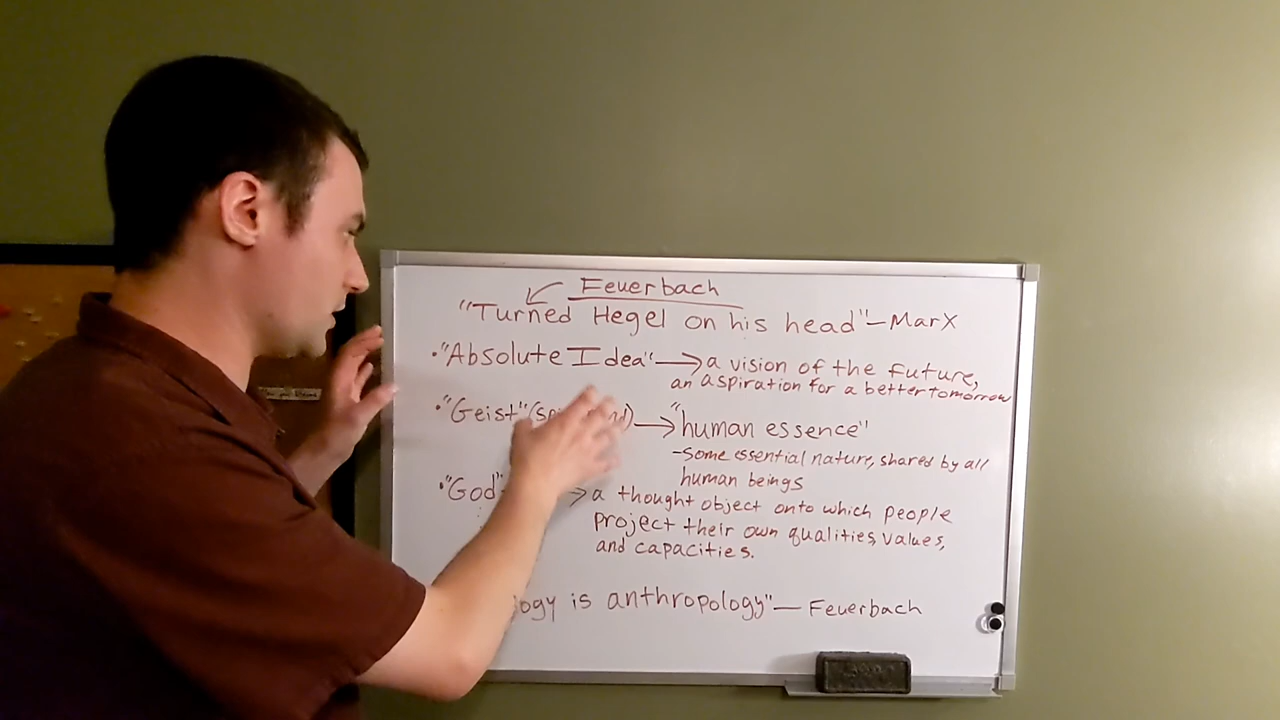 Feuerbach
"Turned Hegel on his head"—Marx
•"Absolute Idea"→a vision of the future,
an aspiration for a better tomorrow
•"Geist" →"human essence"
-Some essential nature, shared by all
human beings
•"God" → a thought object onto which people
project their own qualities, values,
and capacities.
is anthropology"—Feuerbach